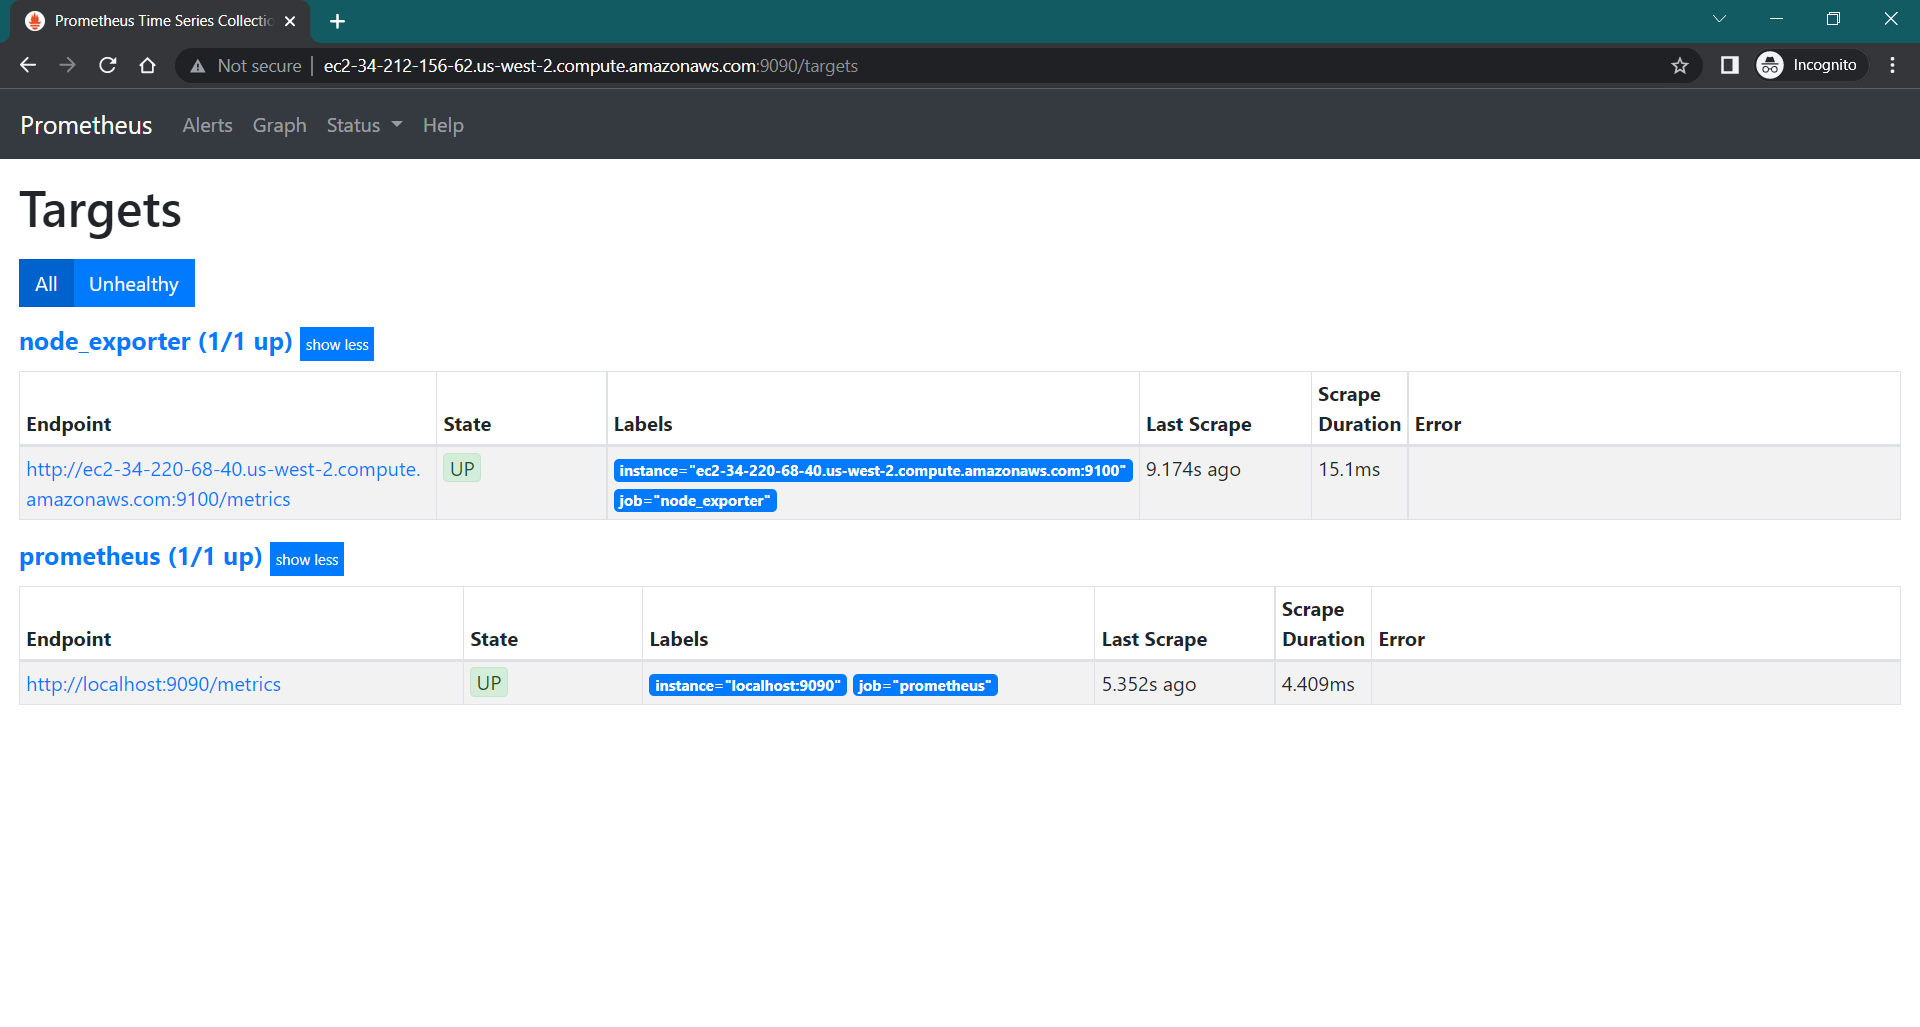 Prometheus Time Series Collectio
Not secure ec2-34-212-156-62.us-west-2.compute.amazonaws.com:9090/targets Incognito
Prometheus Alerts Graph Status Help
Targets
All Unhealthy
node_exporter (1/1 up) show less
Endpoint State Labels Last Scrape Scrape Duration Error
http://ec2-34-220-68-40.us-west-2.compute. UP instance="ec2-34-220-68-40.us-west-2.compute.amazonaws.com:9100" 9.174s ago 15.1ms
amazonaws.com:9100/metrics job="node_exporter"
prometheus (1/1 up) show less
Endpoint State Labels Last Scrape Scrape Duration Error
http://localhost:9090/metrics UP instance="localhost:9090" job="prometheus" 5.352s ago 4.409ms